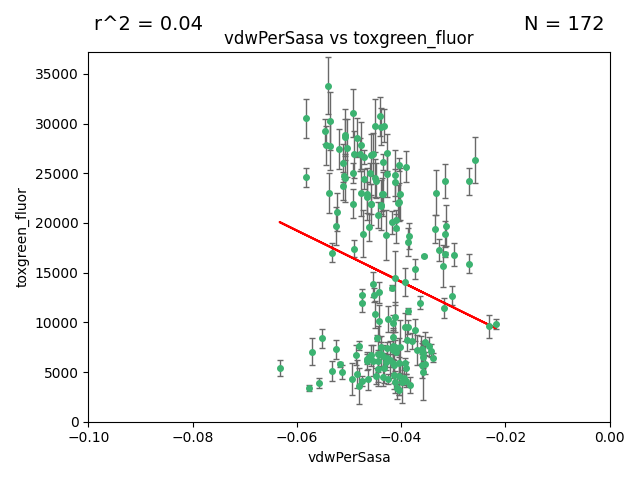 r^2 = 0.04
N = 172
vdwPerSasa vs toxgreen_fluor
35000
30000
25000
20000
15000
10000
5000
0
toxgreen_fluor
−0.10
−0.08
−0.06
−0.04
−0.02
0.00
vdwPerSasa